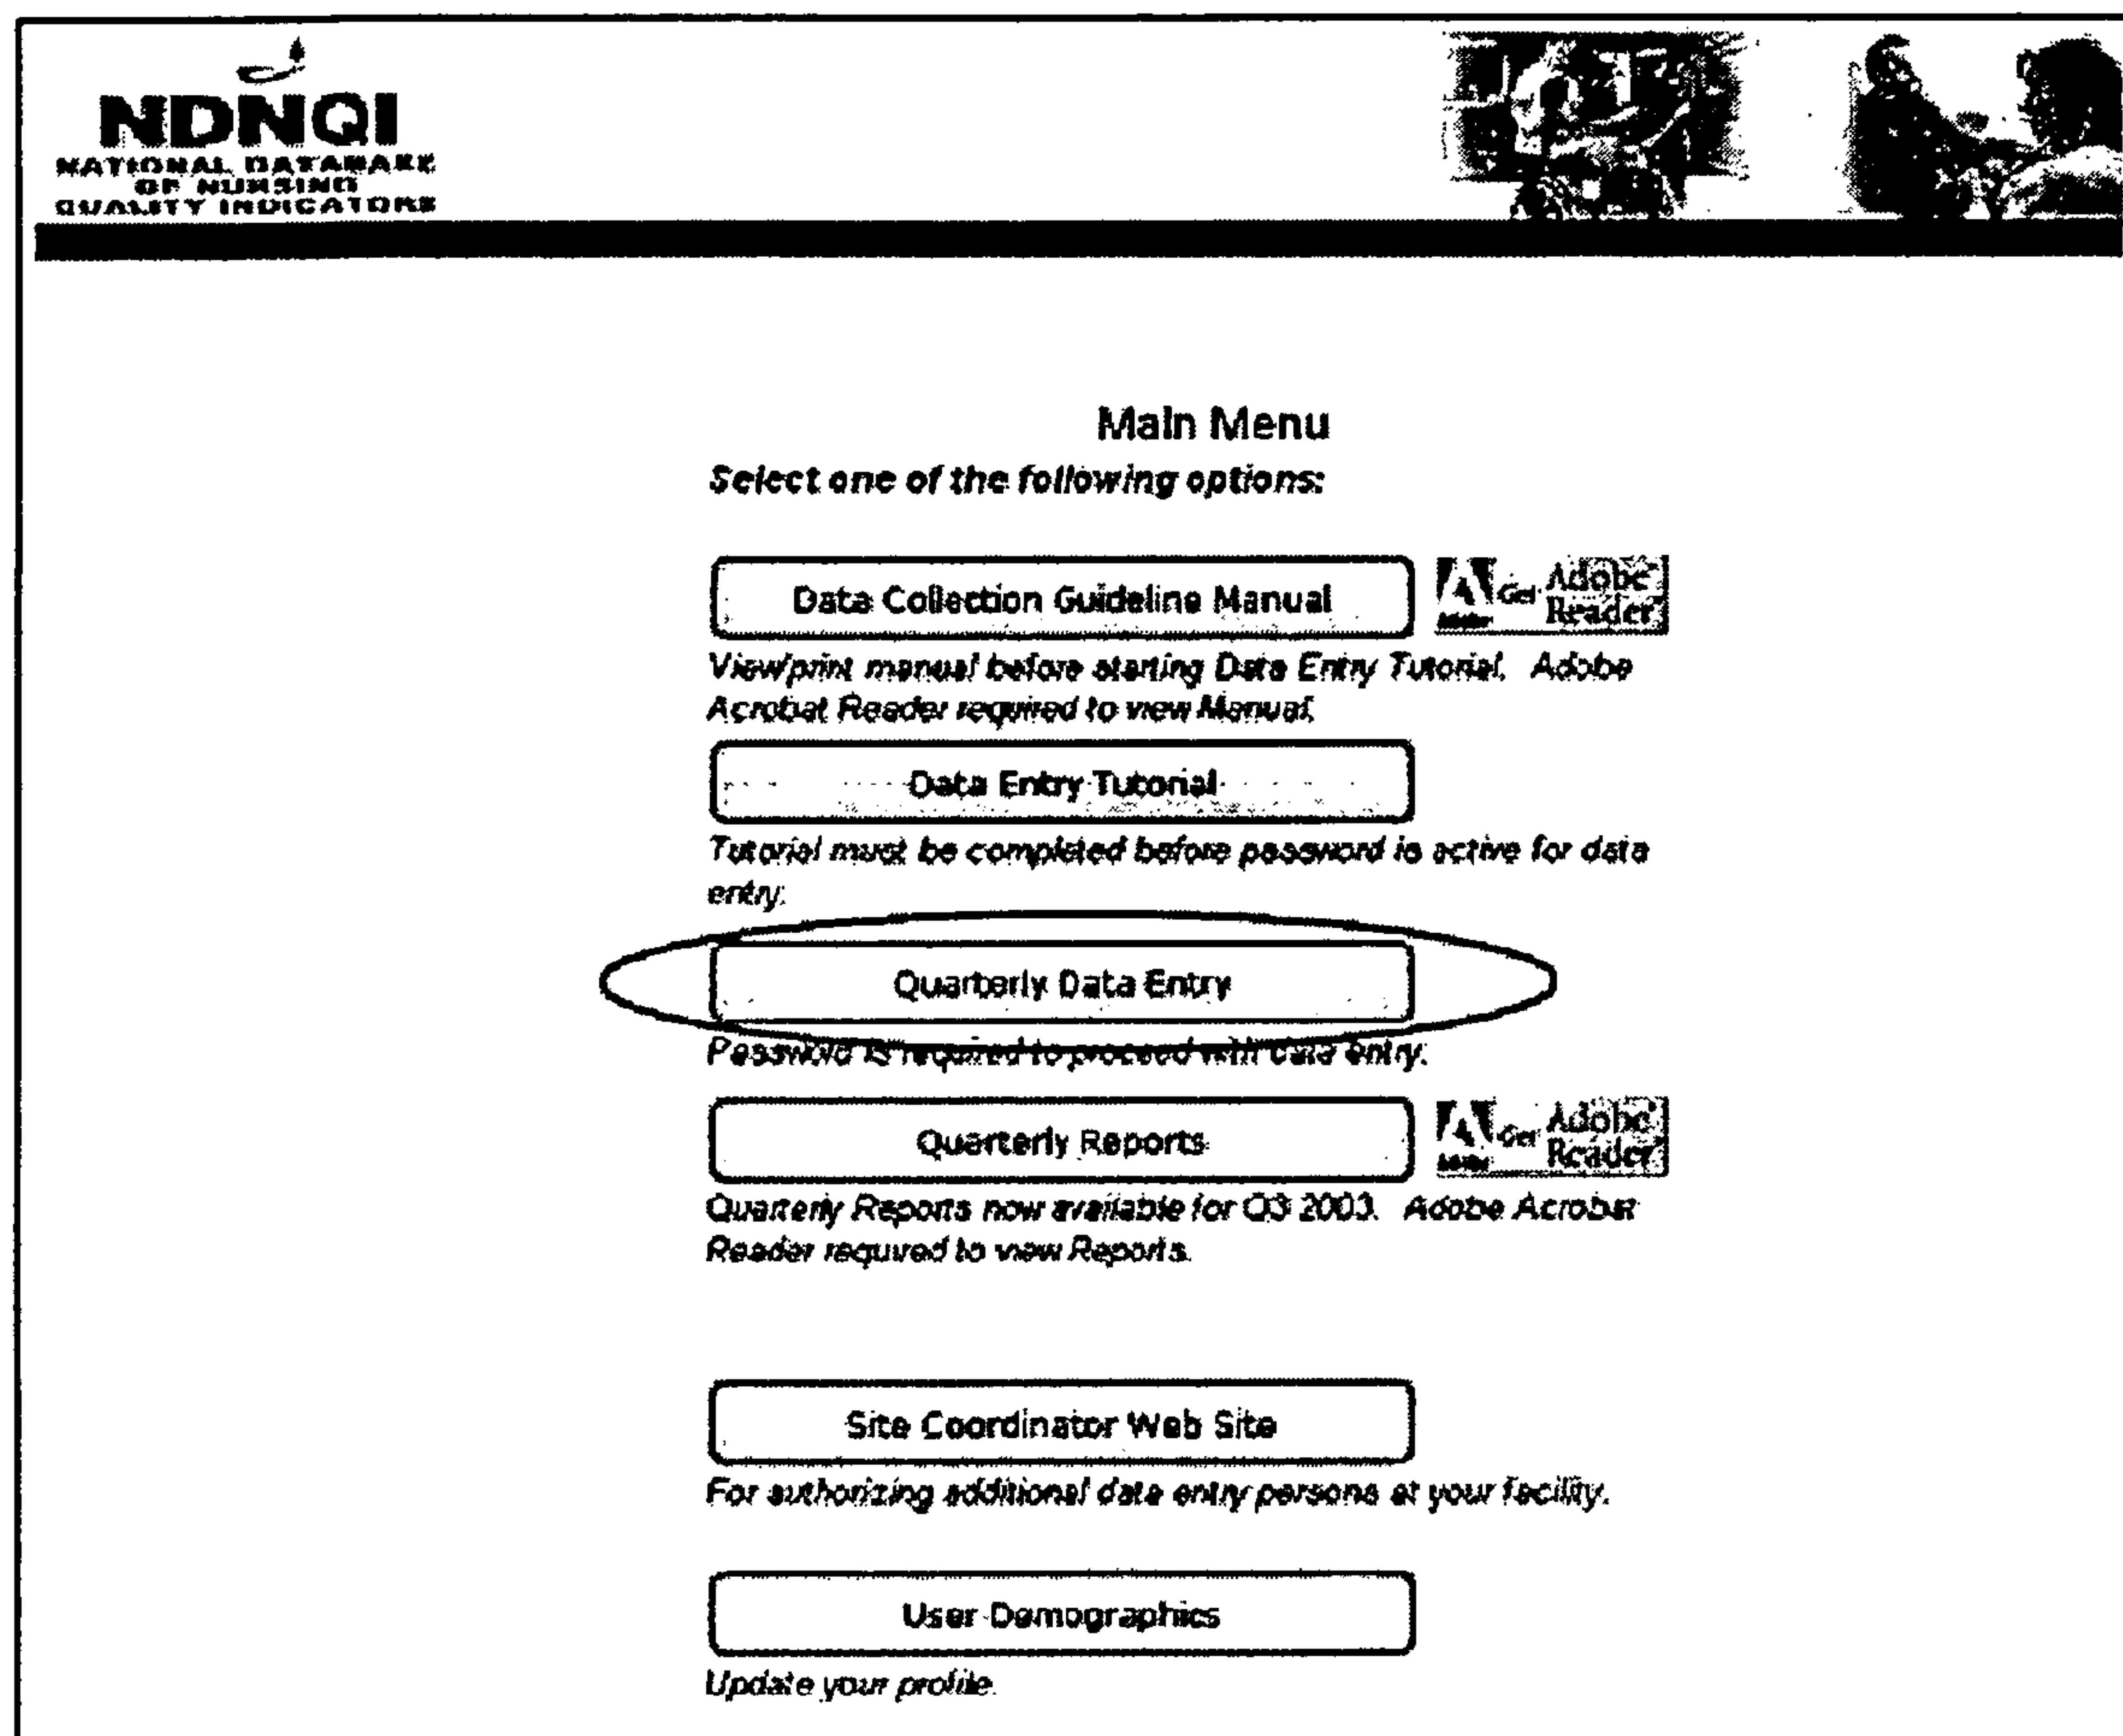 NDNQI
NATIONAL DATABASE
OF NURSING
QUALITY INDICATORS
Main Menu
Select one of the following options:
Data Collection Guideline Manual
Get Adobe
Reader
View/print manual before starting Data Entry Tutorial. Adobe
Acrobat Reader required to view Manual.
Data Entry Tutorial
Tutorial must be completed before password is active for data
entry.
Quarterly Data Entry
Password is required to proceed with data entry.
Quarterly Reports
Get Adobe
Reader
Quarterly Reports now available for Q3 2003. Adobe Acrobat
Reader required to view Reports.
Site Coordinator Web Site
For authorizing additional data entry persons at your facility.
User Demographics
Update your profile.